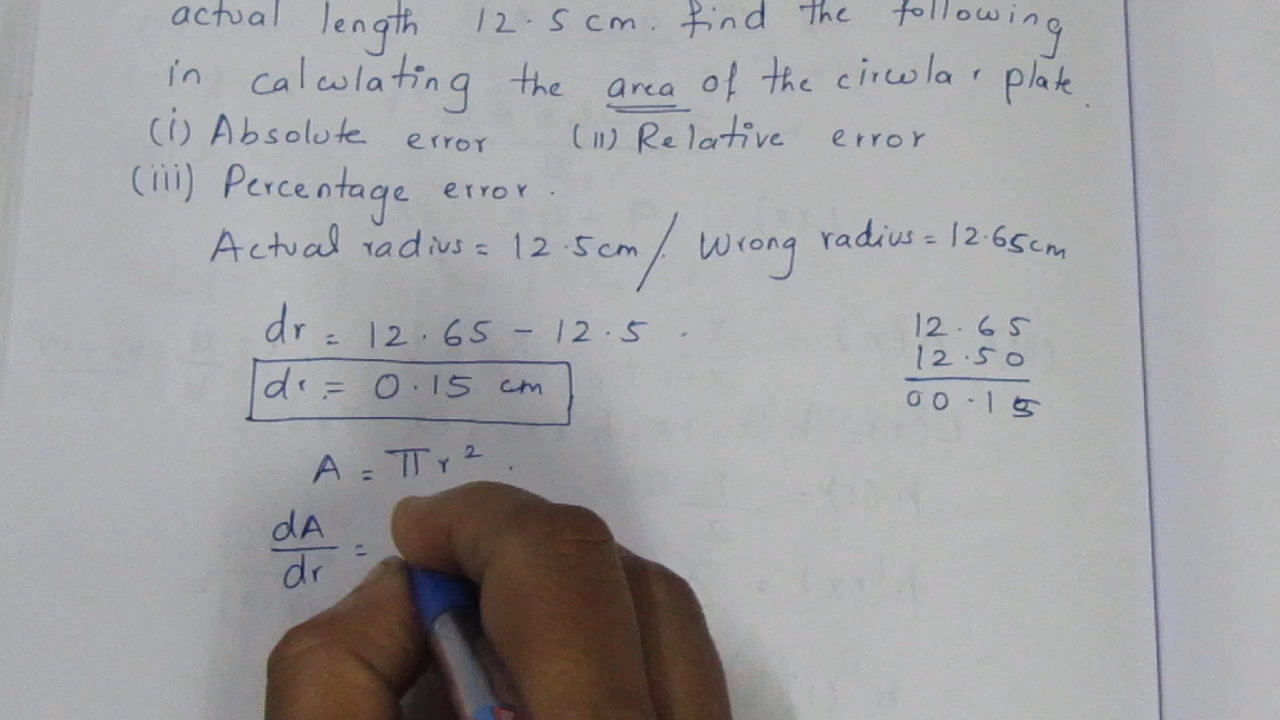 actual length 12.5 cm. find the following
in calculating the area of the circular plate.
(i) Absolute error (ii) Relative error
(iii) Percentage error.
Actual radius = 12.5cm / Wrong radius = 12.65cm
dr = 12.65 - 12.5
dr = 0.15 cm
12.65
12.50
00.15
A = πr²
dA/dr =